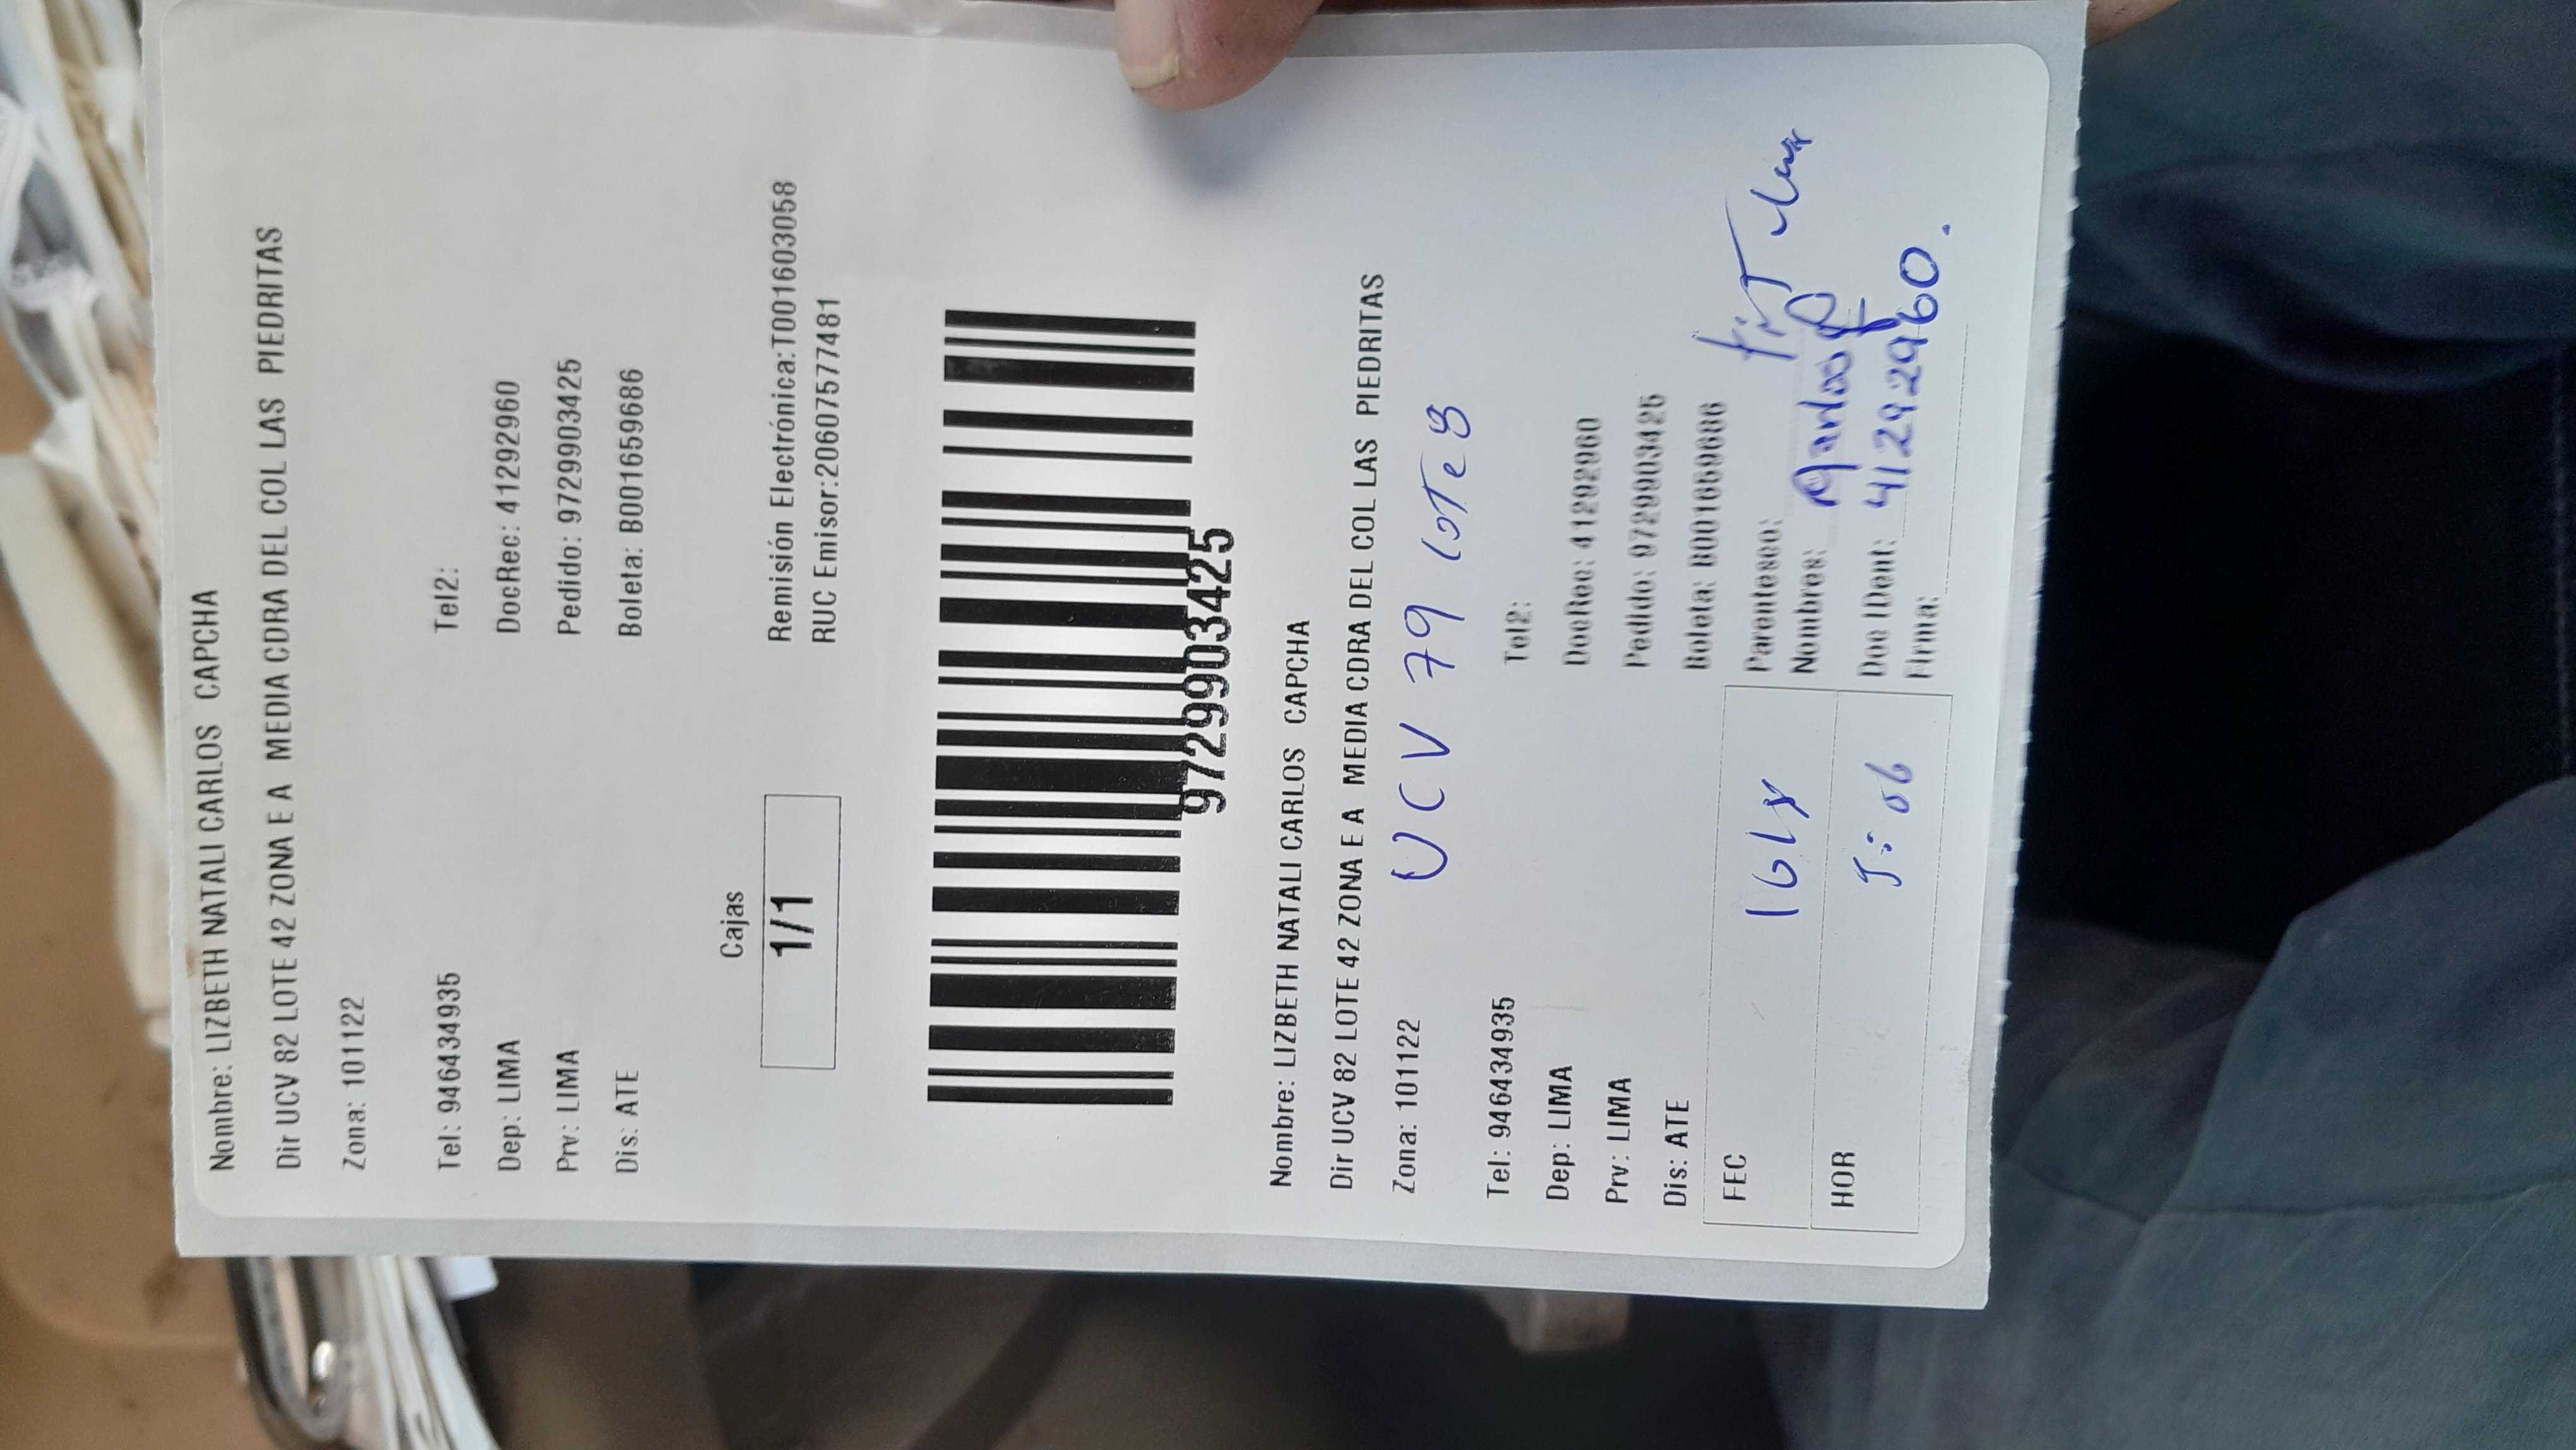 Nombre: LIZBETH NATALI CARLOS CAPCHA
Dir UCV 82 LOTE 42 ZONA E A MEDIA CDRA DEL COL LAS PIEDRITAS
Zona: 101122
Tel: 946434935 Tel2:
Dep: LIMA DocRec: 41292960
Prv: LIMA Pedido: 97299903425
Dis: ATE Boleta: B001659686
Cajas
1/1 Remisión Electrónica:T001603058
RUC Emisor:20607577481
97299903425
Nombre: LIZBETH NATALI CARLOS CAPCHA
Dir UCV 82 LOTE 42 ZONA E A MEDIA CDRA DEL COL LAS PIEDRITAS
Zona: 101122 UCV 79 LOTE 8
Tel: 946434935 Tel2:
Dep: LIMA DocRec: 41292960
Prv: LIMA Pedido: 97299903425
Dis: ATE Boleta: B001659686
FEC Parentesco:
Nombres:
HOR Doc IDent: 41292960.
Firma: